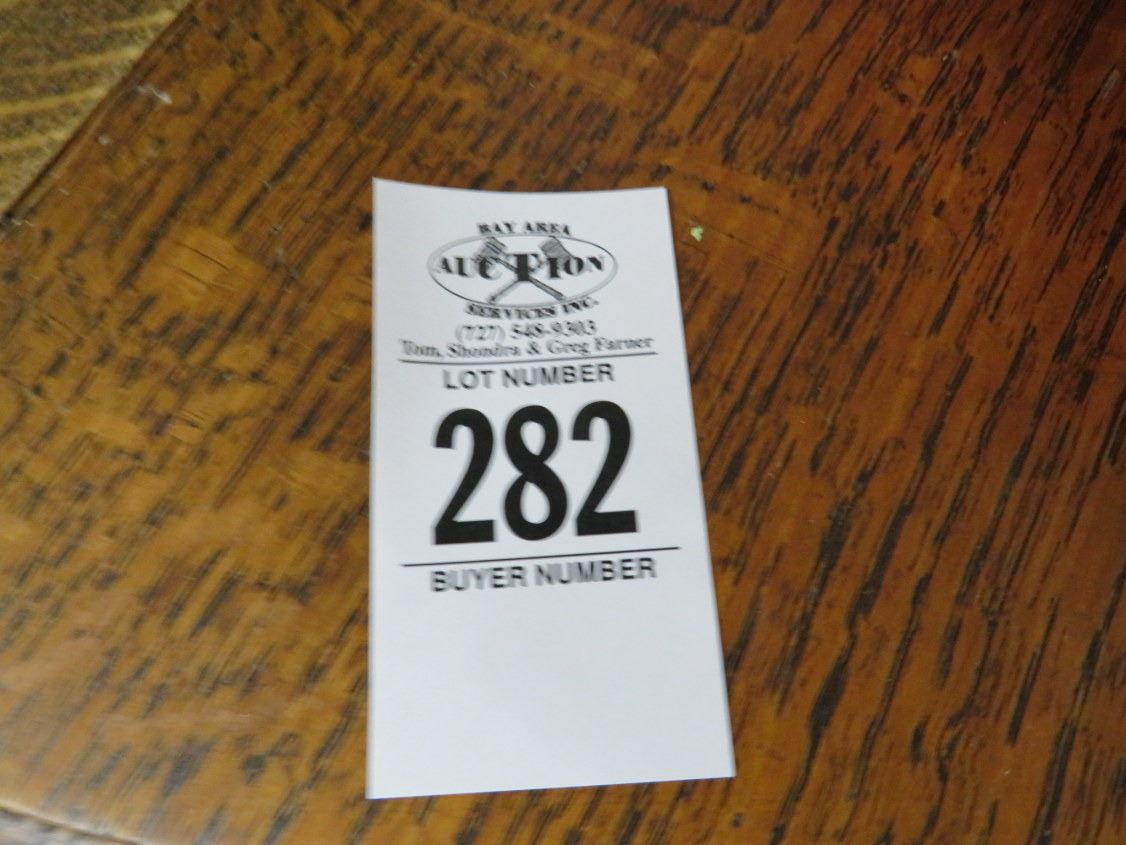 BAY AREA
AUCTION
SERVICES INC.
(727) 548-9303
Tom, Shondra & Greg Farner
LOT NUMBER
282
BUYER NUMBER